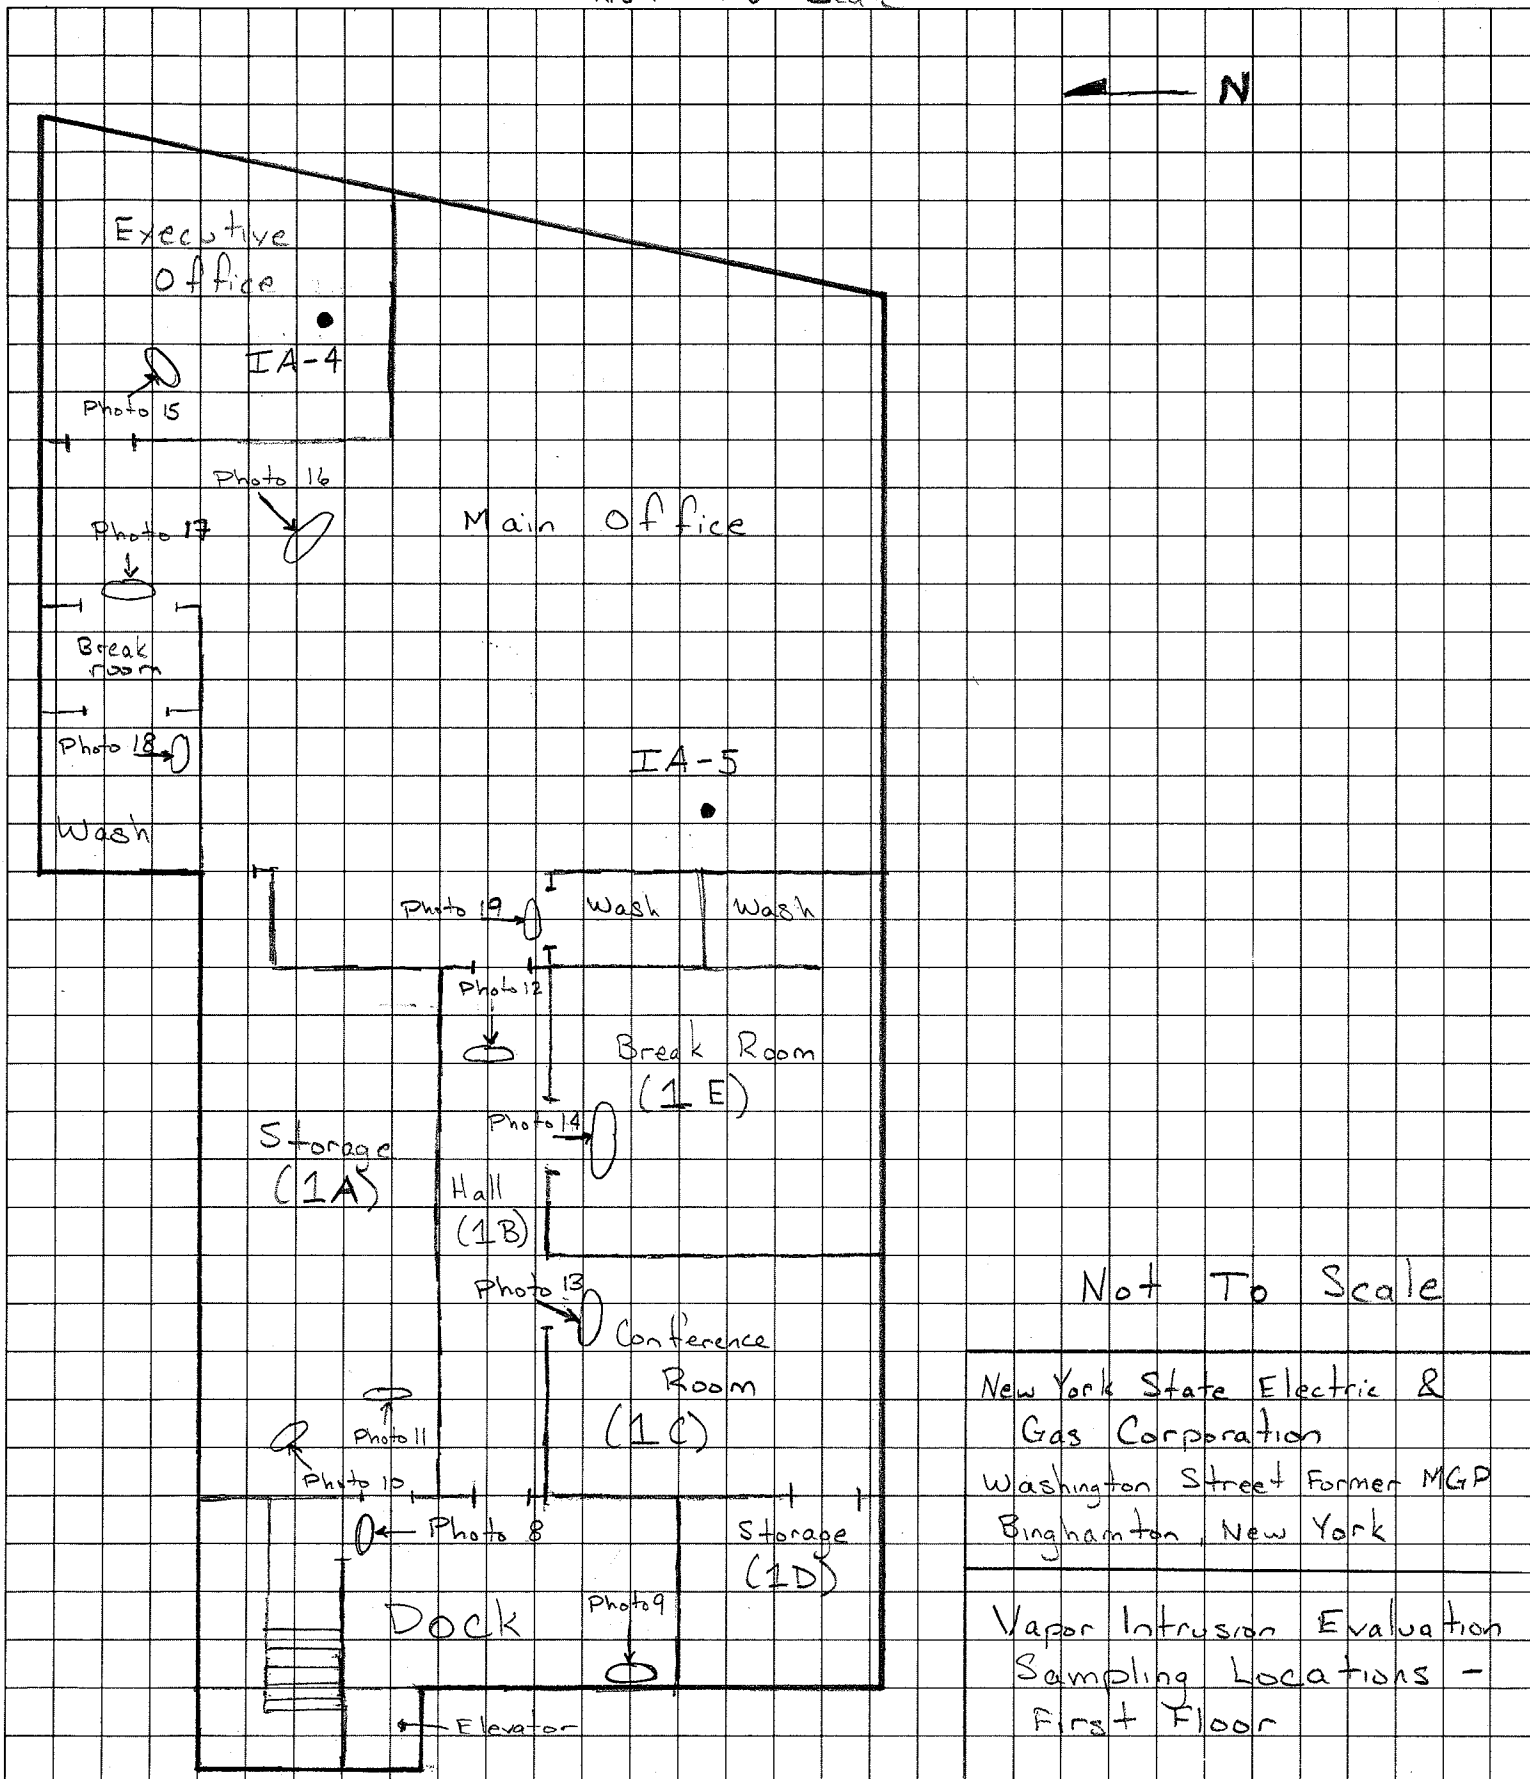 N
Executive
Office
IA-4
Photo 15
Photo 16
Main Office
Photo 17
Break
room
Photo 18
IA-5
Wash
Photo 19
Wash
Wash
Photo 12
Break Room
(1E)
Photo 14
Storage
(1A)
Hall
(1B)
Photo 13
Conference
Room
(1C)
Photo 11
Photo 10
Photo 8
Storage
(1D)
Photo 9
Dock
Elevator
Not To Scale
New York State Electric &
Gas Corporation
Washington Street Former MGP
Binghamton, New York
Vapor Intrusion Evaluation
Sampling Locations -
First Floor